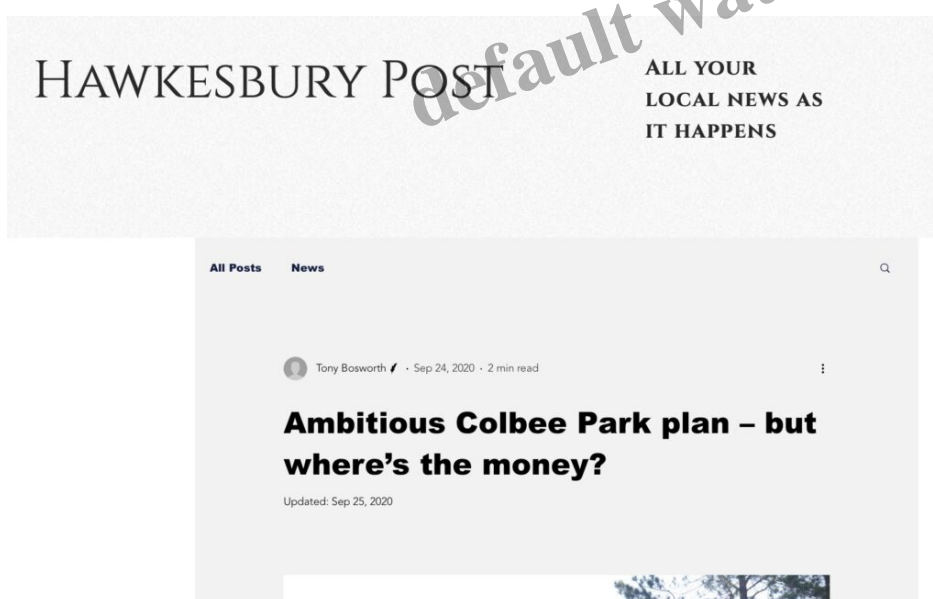 HAWKESBURY POST
default wat
ALL YOUR
LOCAL NEWS AS
IT HAPPENS
All Posts News
Tony Bosworth · Sep 24, 2020 · 2 min read
Ambitious Colbee Park plan – but
where's the money?
Updated: Sep 25, 2020